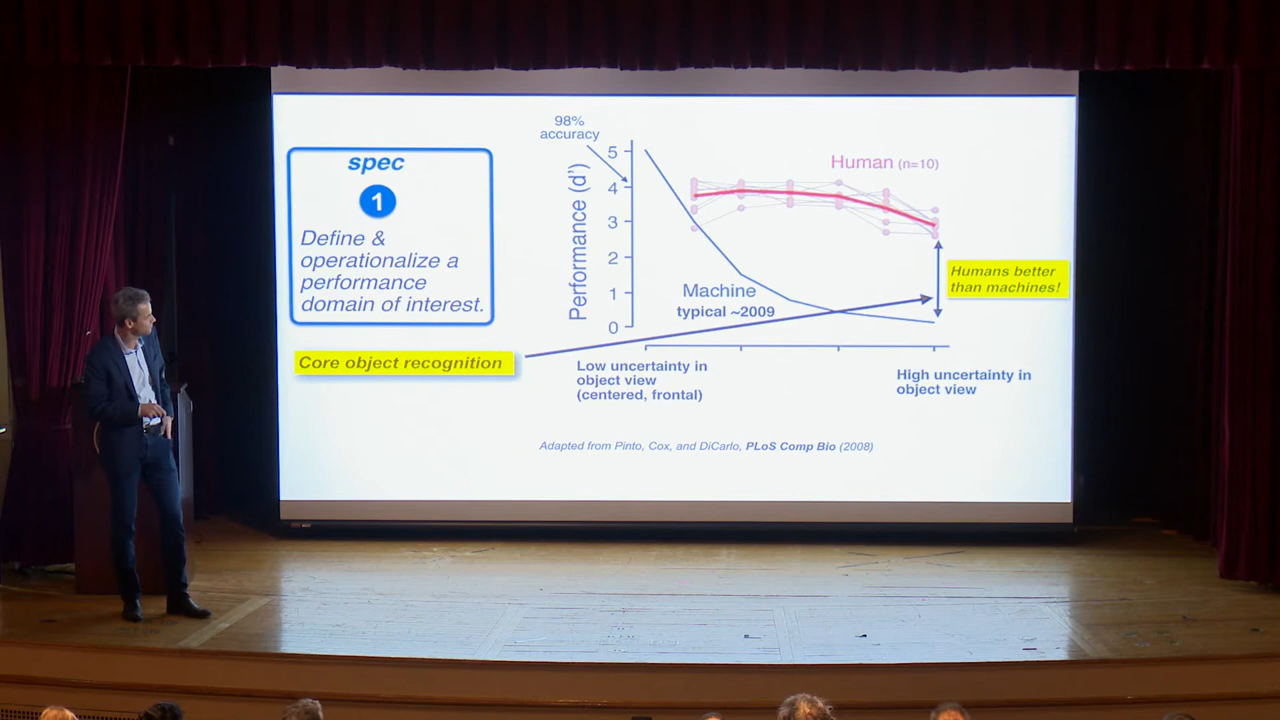 spec
1
Define &
operationalize a
performance
domain of interest.
Core object recognition
98%
accuracy
Performance (d')
5
4
3
2
1
0
Human (n=10)
Machine
typical ~2009
Humans better
than machines!
Low uncertainty in
object view
(centered, frontal)
High uncertainty in
object view
Adapted from Pinto, Cox, and DiCarlo, PLoS Comp Bio (2008)